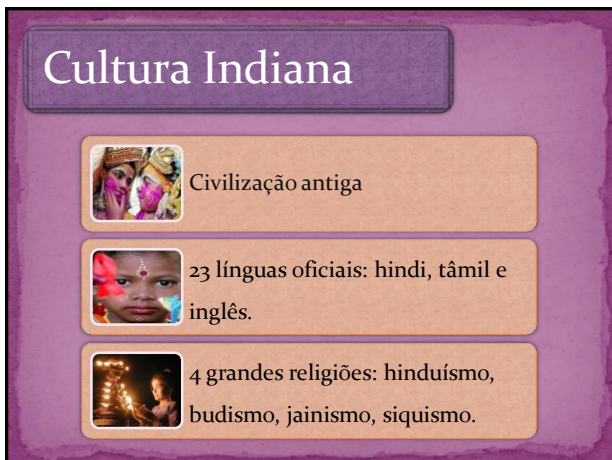 Cultura Indiana
Civilização antiga
23 línguas oficiais: hindi, tâmil e
inglês.
4 grandes religiões: hinduísmo,
budismo, jainismo, siquismo.